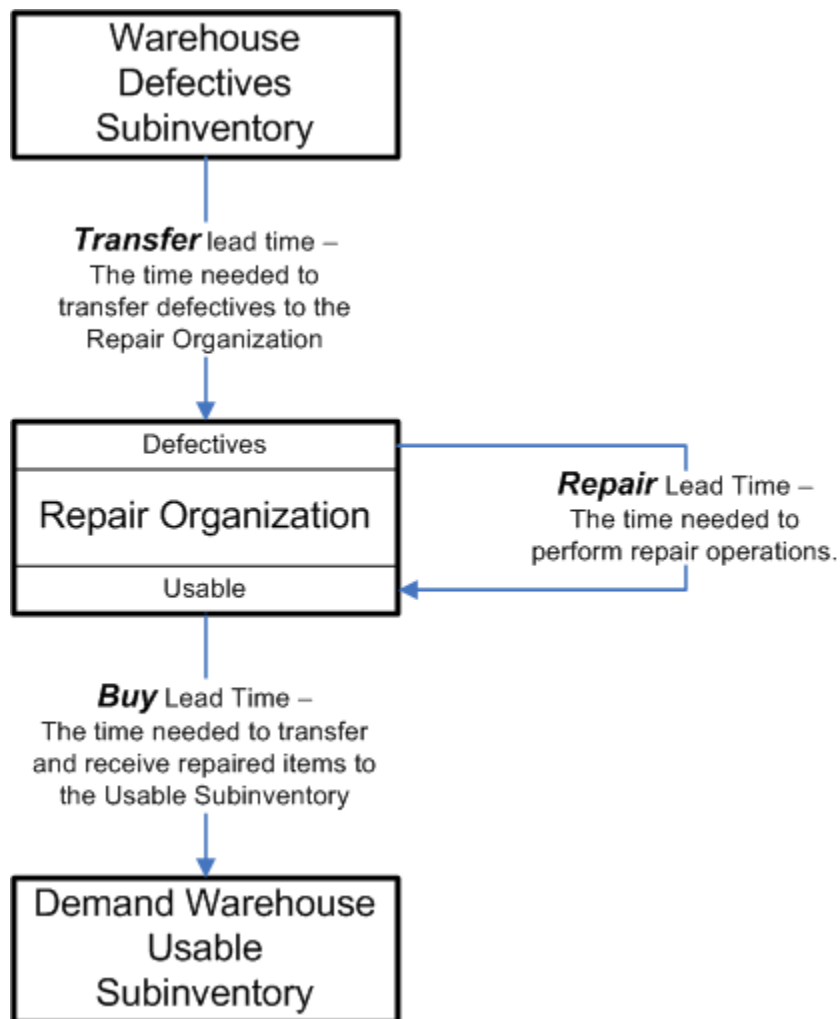 Warehouse
Defectives
Subinventory
Transfer lead time –
The time needed to
transfer defectives to the
Repair Organization
Defectives
Repair Organization
Usable
Repair Lead Time –
The time needed to
perform repair operations.
Buy Lead Time –
The time needed to transfer
and receive repaired items to
the Usable Subinventory
Demand Warehouse
Usable
Subinventory